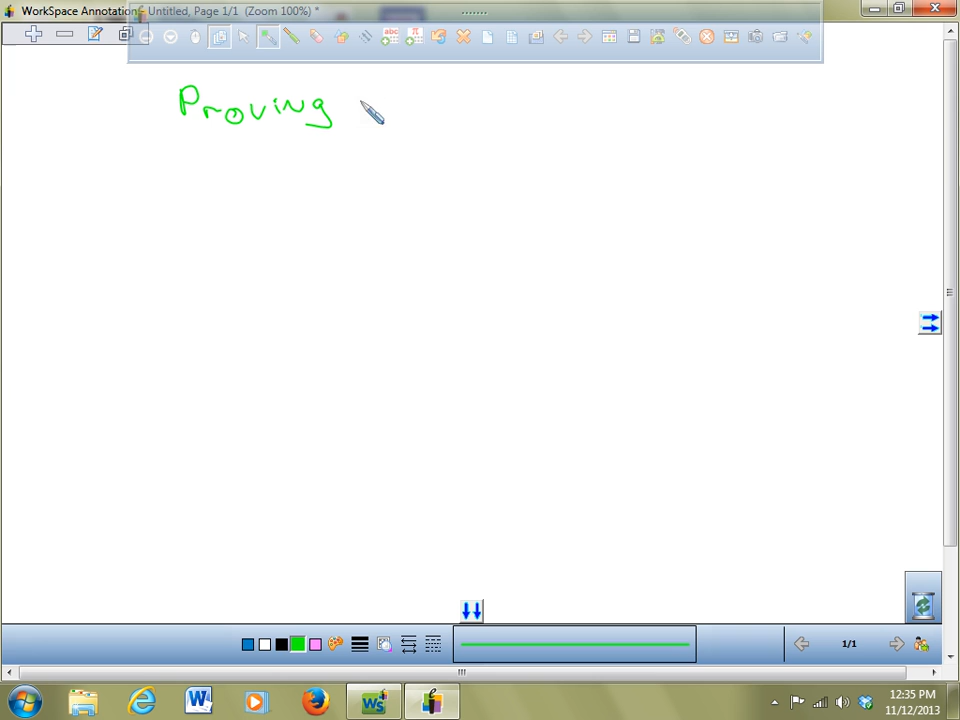 WorkSpace Annotation - Untitled, Page 1/1 (Zoom 100%) *
Proving
1/1
12:35 PM
11/12/2013